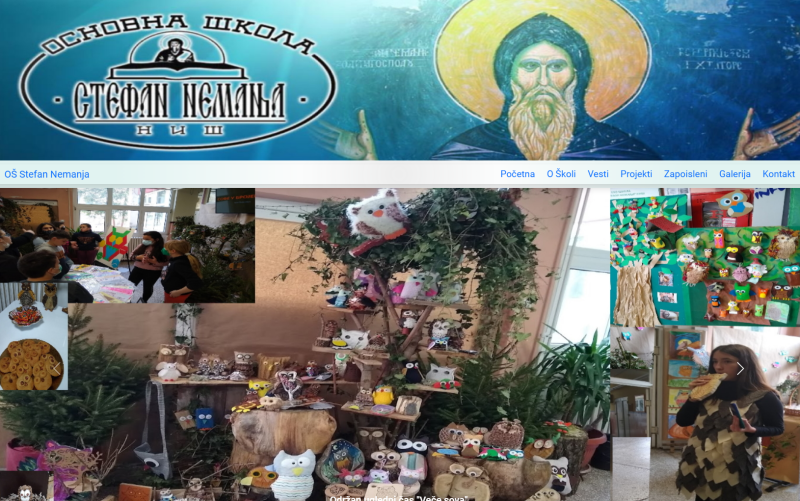 ОСНОВНА ШКОЛА
СТЕФАН НЕМАЊА
НИШ
OŠ Stefan Nemanja
Početna
O Školi
Vesti
Projekti
Zapoisleni
Galerija
Kontakt
Održan ugledni čas "Veče sova"